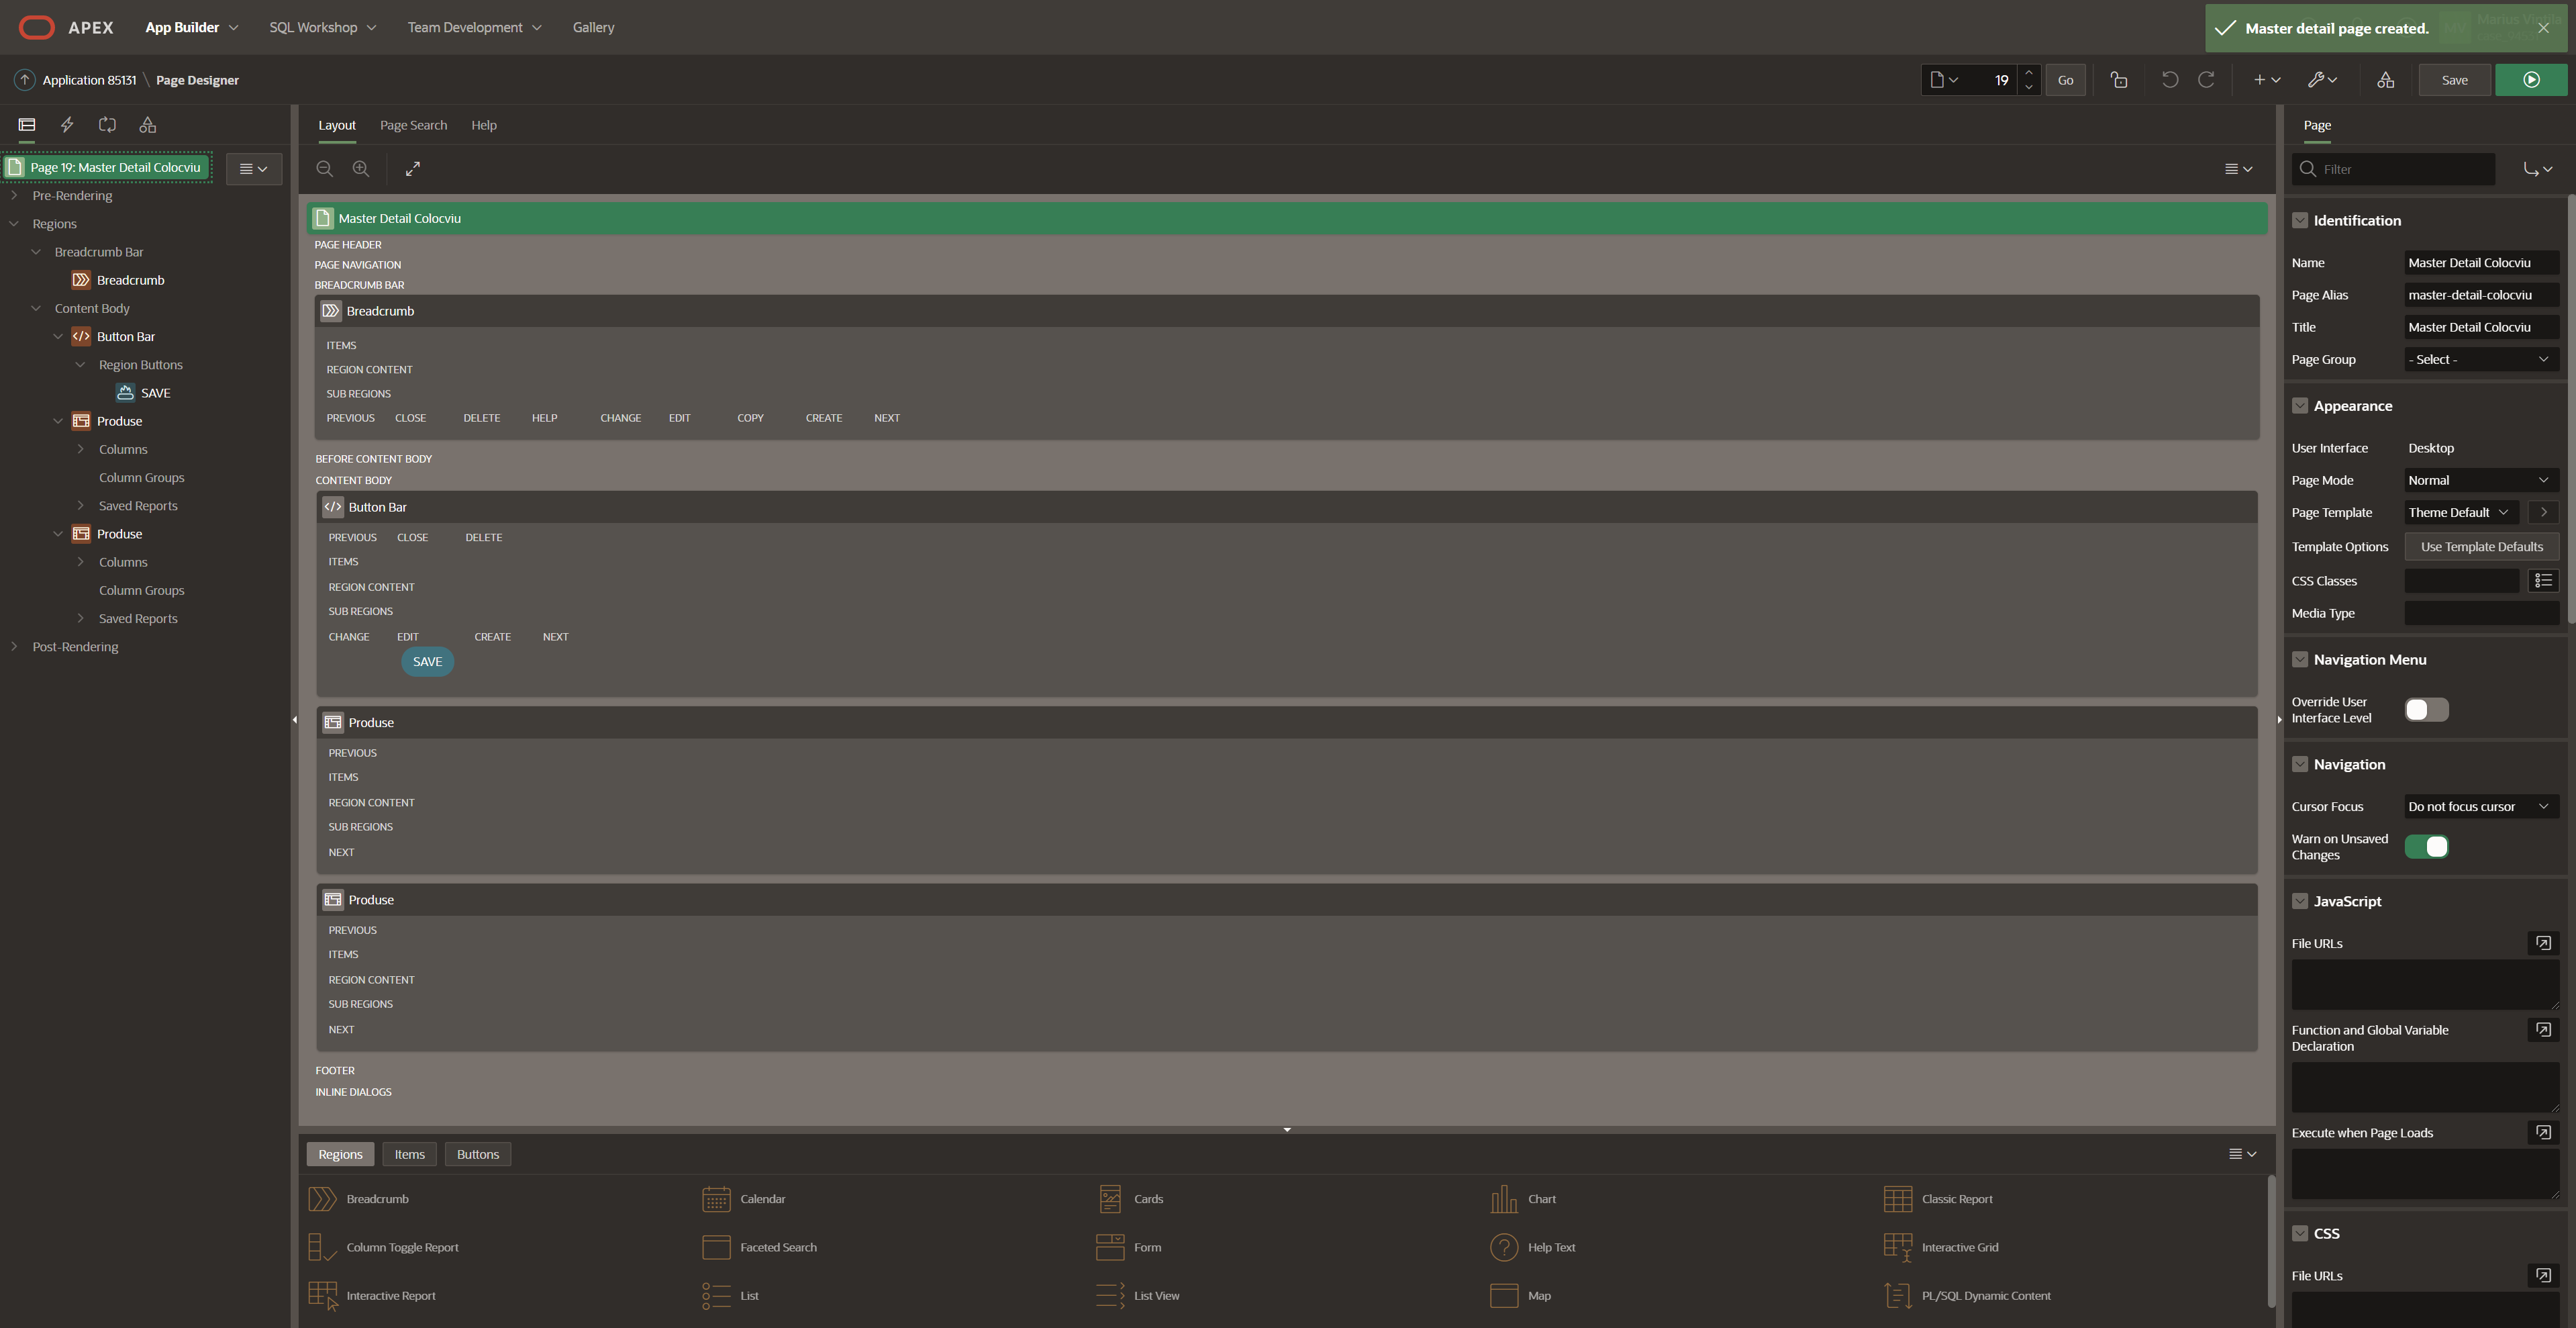 APEX
App Builder
SQL Workshop
Team Development
Gallery
Master detail page created.
Application 85131 \ Page Designer
19
Go
Save
Page 19: Master Detail Colocviu
Pre-Rendering
Regions
Breadcrumb Bar
Breadcrumb
Content Body
Button Bar
Region Buttons
SAVE
Produse
Columns
Column Groups
Saved Reports
Produse
Columns
Column Groups
Saved Reports
Post-Rendering
Layout
Page Search
Help
Master Detail Colocviu
PAGE HEADER
PAGE NAVIGATION
BREADCRUMB BAR
Breadcrumb
ITEMS
REGION CONTENT
SUB REGIONS
PREVIOUS CLOSE DELETE HELP CHANGE EDIT COPY CREATE NEXT
BEFORE CONTENT BODY
CONTENT BODY
Button Bar
PREVIOUS CLOSE DELETE
ITEMS
REGION CONTENT
SUB REGIONS
CHANGE EDIT CREATE NEXT
SAVE
Produse
PREVIOUS
ITEMS
REGION CONTENT
SUB REGIONS
NEXT
Produse
PREVIOUS
ITEMS
REGION CONTENT
SUB REGIONS
NEXT
FOOTER
INLINE DIALOGS
Regions
Items
Buttons
Breadcrumb
Calendar
Cards
Chart
Classic Report
Column Toggle Report
Faceted Search
Form
Help Text
Interactive Grid
Interactive Report
List
List View
Map
PL/SQL Dynamic Content
Page
Filter
Identification
Name Master Detail Colocviu
Page Alias master-detail-colocviu
Title Master Detail Colocviu
Page Group - Select -
Appearance
User Interface Desktop
Page Mode Normal
Page Template Theme Default
Template Options Use Template Defaults
CSS Classes
Media Type
Navigation Menu
Override User
Interface Level
Navigation
Cursor Focus Do not focus cursor
Warn on Unsaved
Changes
JavaScript
File URLs
Function and Global Variable
Declaration
Execute when Page Loads
CSS
File URLs